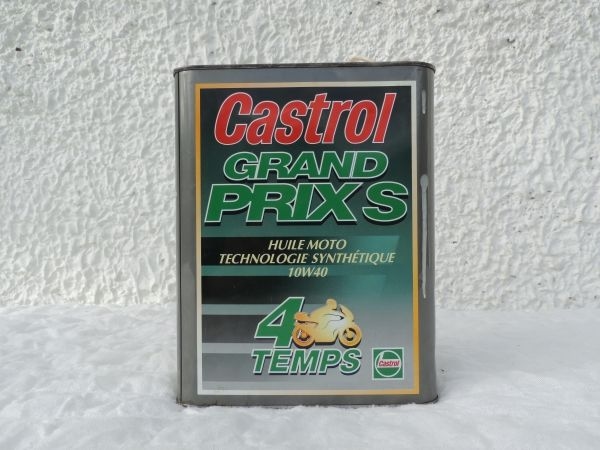 Castrol
GRAND
PRIX S
HUILE MOTO
TECHNOLOGIE SYNTHÉTIQUE
10W40
4
TEMPS
Castrol